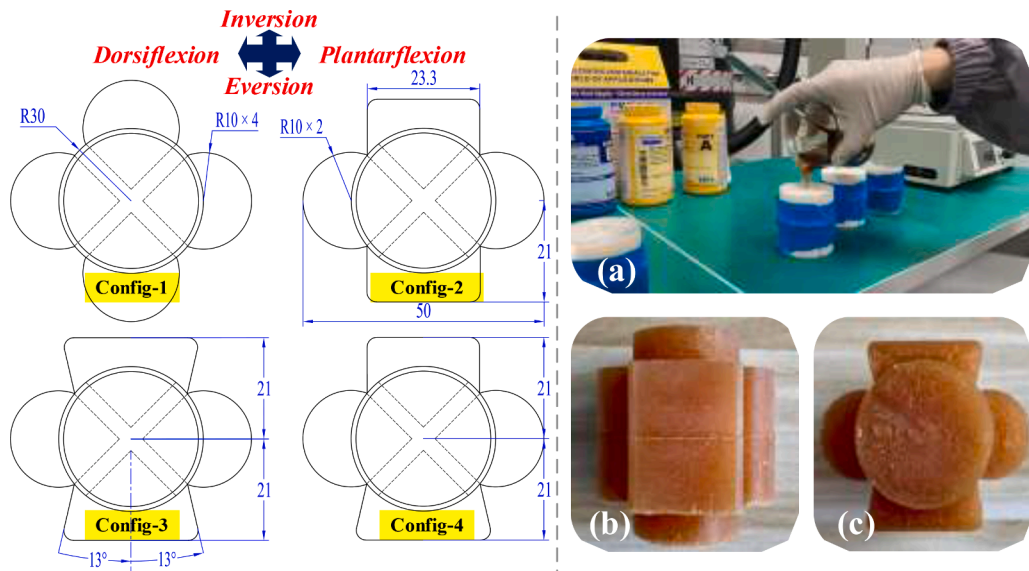 Inversion
Dorsiflexion
Plantarflexion
Eversion
23.3
R30
R10 × 4
R10 × 2
21
Config-1
Config-2
50
21
21
21
21
Config-3
Config-4
13°
13°
A
(a)
(b)
(c)